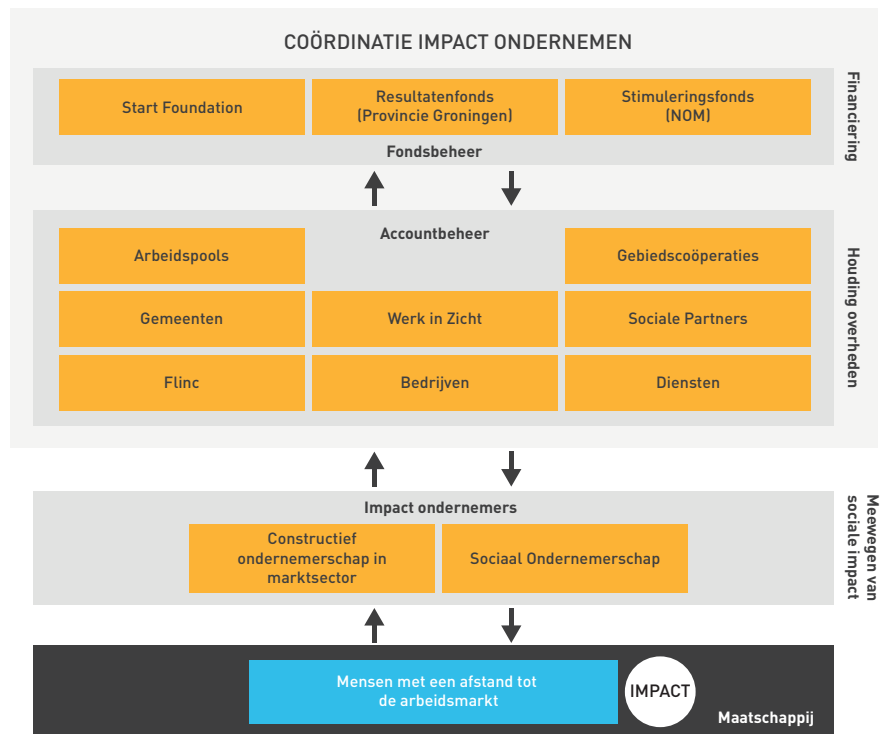 COÖRDINATIE IMPACT ONDERNEMEN
Start Foundation
Resultatenfonds
(Provincie Groningen)
Stimuleringsfonds
(NOM)
Fondsbeheer
Financiering
Accountbeheer
Arbeidspools
Gebiedscoöperaties
Gemeenten
Werk in Zicht
Sociale Partners
Flinc
Bedrijven
Diensten
Houding overheden
Impact ondernemers
Constructief
ondernemerschap in
marktsector
Sociaal Ondernemerschap
Meewegen van
sociale impact
Mensen met een afstand tot
de arbeidsmarkt
IMPACT
Maatschappij